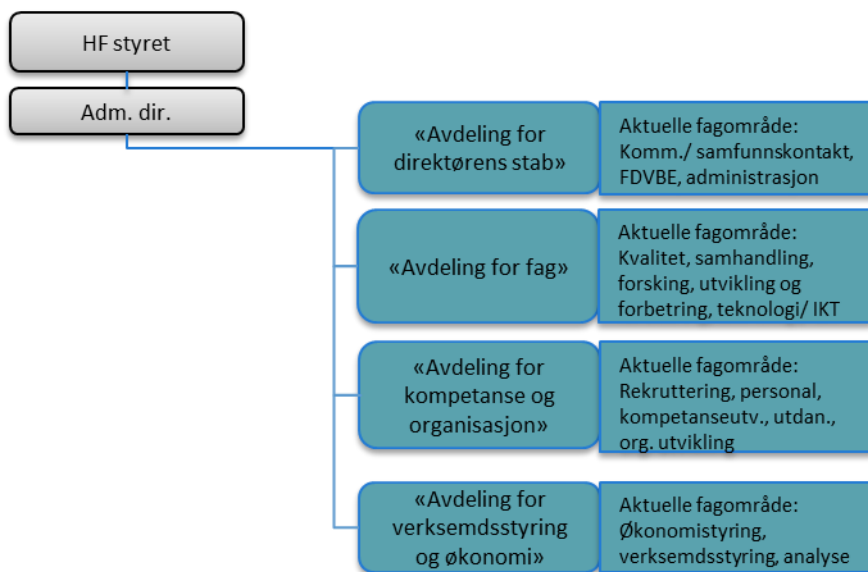 HF styret
Adm. dir.
«Avdeling for
direktørens stab»
Aktuelle fagområde:
Komm./ samfunnskontakt,
FDVBE, administrasjon
«Avdeling for fag»
Aktuelle fagområde:
Kvalitet, samhandling,
forsking, utvikling og
forbetring, teknologi/ IKT
«Avdeling for
kompetanse og
organisasjon»
Aktuelle fagområde:
Rekruttering, personal,
kompetanseutv., utdan.,
org. utvikling
«Avdeling for
verksemdsstyring
og økonomi»
Aktuelle fagområde:
Økonomistyring,
verksemdsstyring, analyse